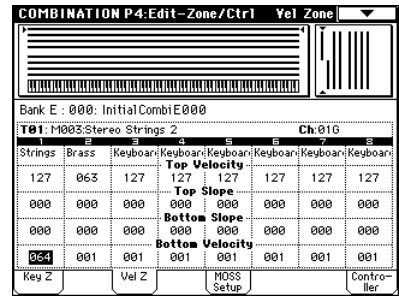 COMBINATION P4:Edit-Zone/Ctrl Vel Zone
Bank E : 000: InitialCombiE000
T01: M003:Stereo Strings 2 Ch:01G
1 2 3 4 5 6 7 8
Strings Brass Keyboar Keyboar Keyboar Keyboar Keyboar Keyboar
Top Velocity
127 063 127 127 127 127 127 127
Top Slope
000 000 000 000 000 000 000 000
Bottom Slope
000 000 000 000 000 000 000 000
Bottom Velocity
064 001 001 001 001 001 001 001
Key Z Vel Z MOSS Setup Contro-ller